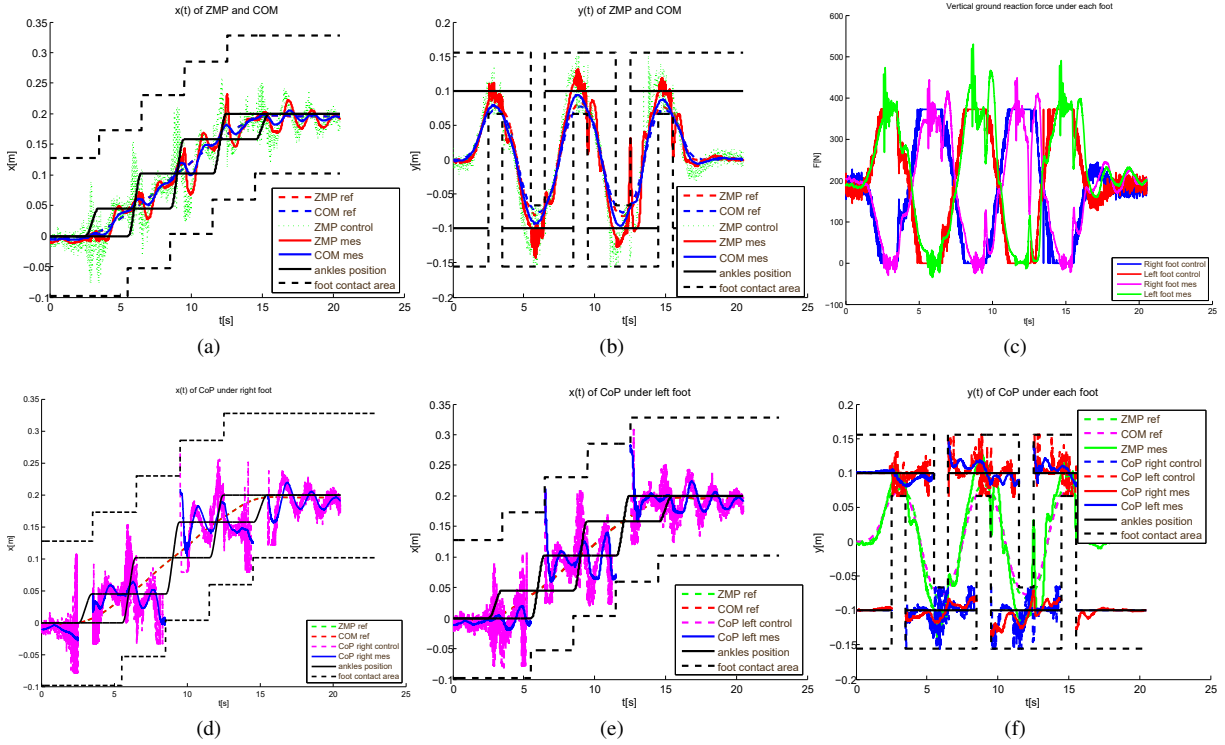 x(t) of ZMP and COM
0.35
0.3
0.25
0.2
0.15
0.1
0.05
0
-0.05
-0.1
x[m]
0 5 10 15 20 25
t[s]
ZMP ref
COM ref
ZMP control
ZMP mes
COM mes
ankles position
foot contact area
(a)
y(t) of ZMP and COM
0.2
0.15
0.1
0.05
0
-0.05
-0.1
-0.15
-0.2
y[m]
0 5 10 15 20 25
t[s]
ZMP ref
COM ref
ZMP control
ZMP mes
COM mes
ankles position
foot contact area
(b)
Vertical ground reaction force under each foot
600
500
400
300
200
100
0
-100
F[N]
0 5 10 15 20 25
t[s]
Right foot control
Left foot control
Right foot mes
Left foot mes
(c)
x(t) of CoP under right foot
0.35
0.3
0.25
0.2
0.15
0.1
0.05
0
-0.05
-0.1
x[m]
0 5 10 15 20 25
t[s]
ZMP ref
COM ref
CoP right control
CoP right mes
ankles position
foot contact area
(d)
x(t) of CoP under left foot
0.35
0.3
0.25
0.2
0.15
0.1
0.05
0
-0.05
-0.1
x[m]
0 5 10 15 20 25
t[s]
ZMP ref
COM ref
CoP left control
CoP left mes
ankles position
foot contact area
(e)
y(t) of CoP under each foot
0.2
0.15
0.1
0.05
0
-0.05
-0.1
-0.15
-0.2
y[m]
0 5 10 15 20 25
t[s]
ZMP ref
COM ref
ZMP mes
CoP right control
CoP left control
CoP right mes
CoP left mes
ankles position
foot contact area
(f)